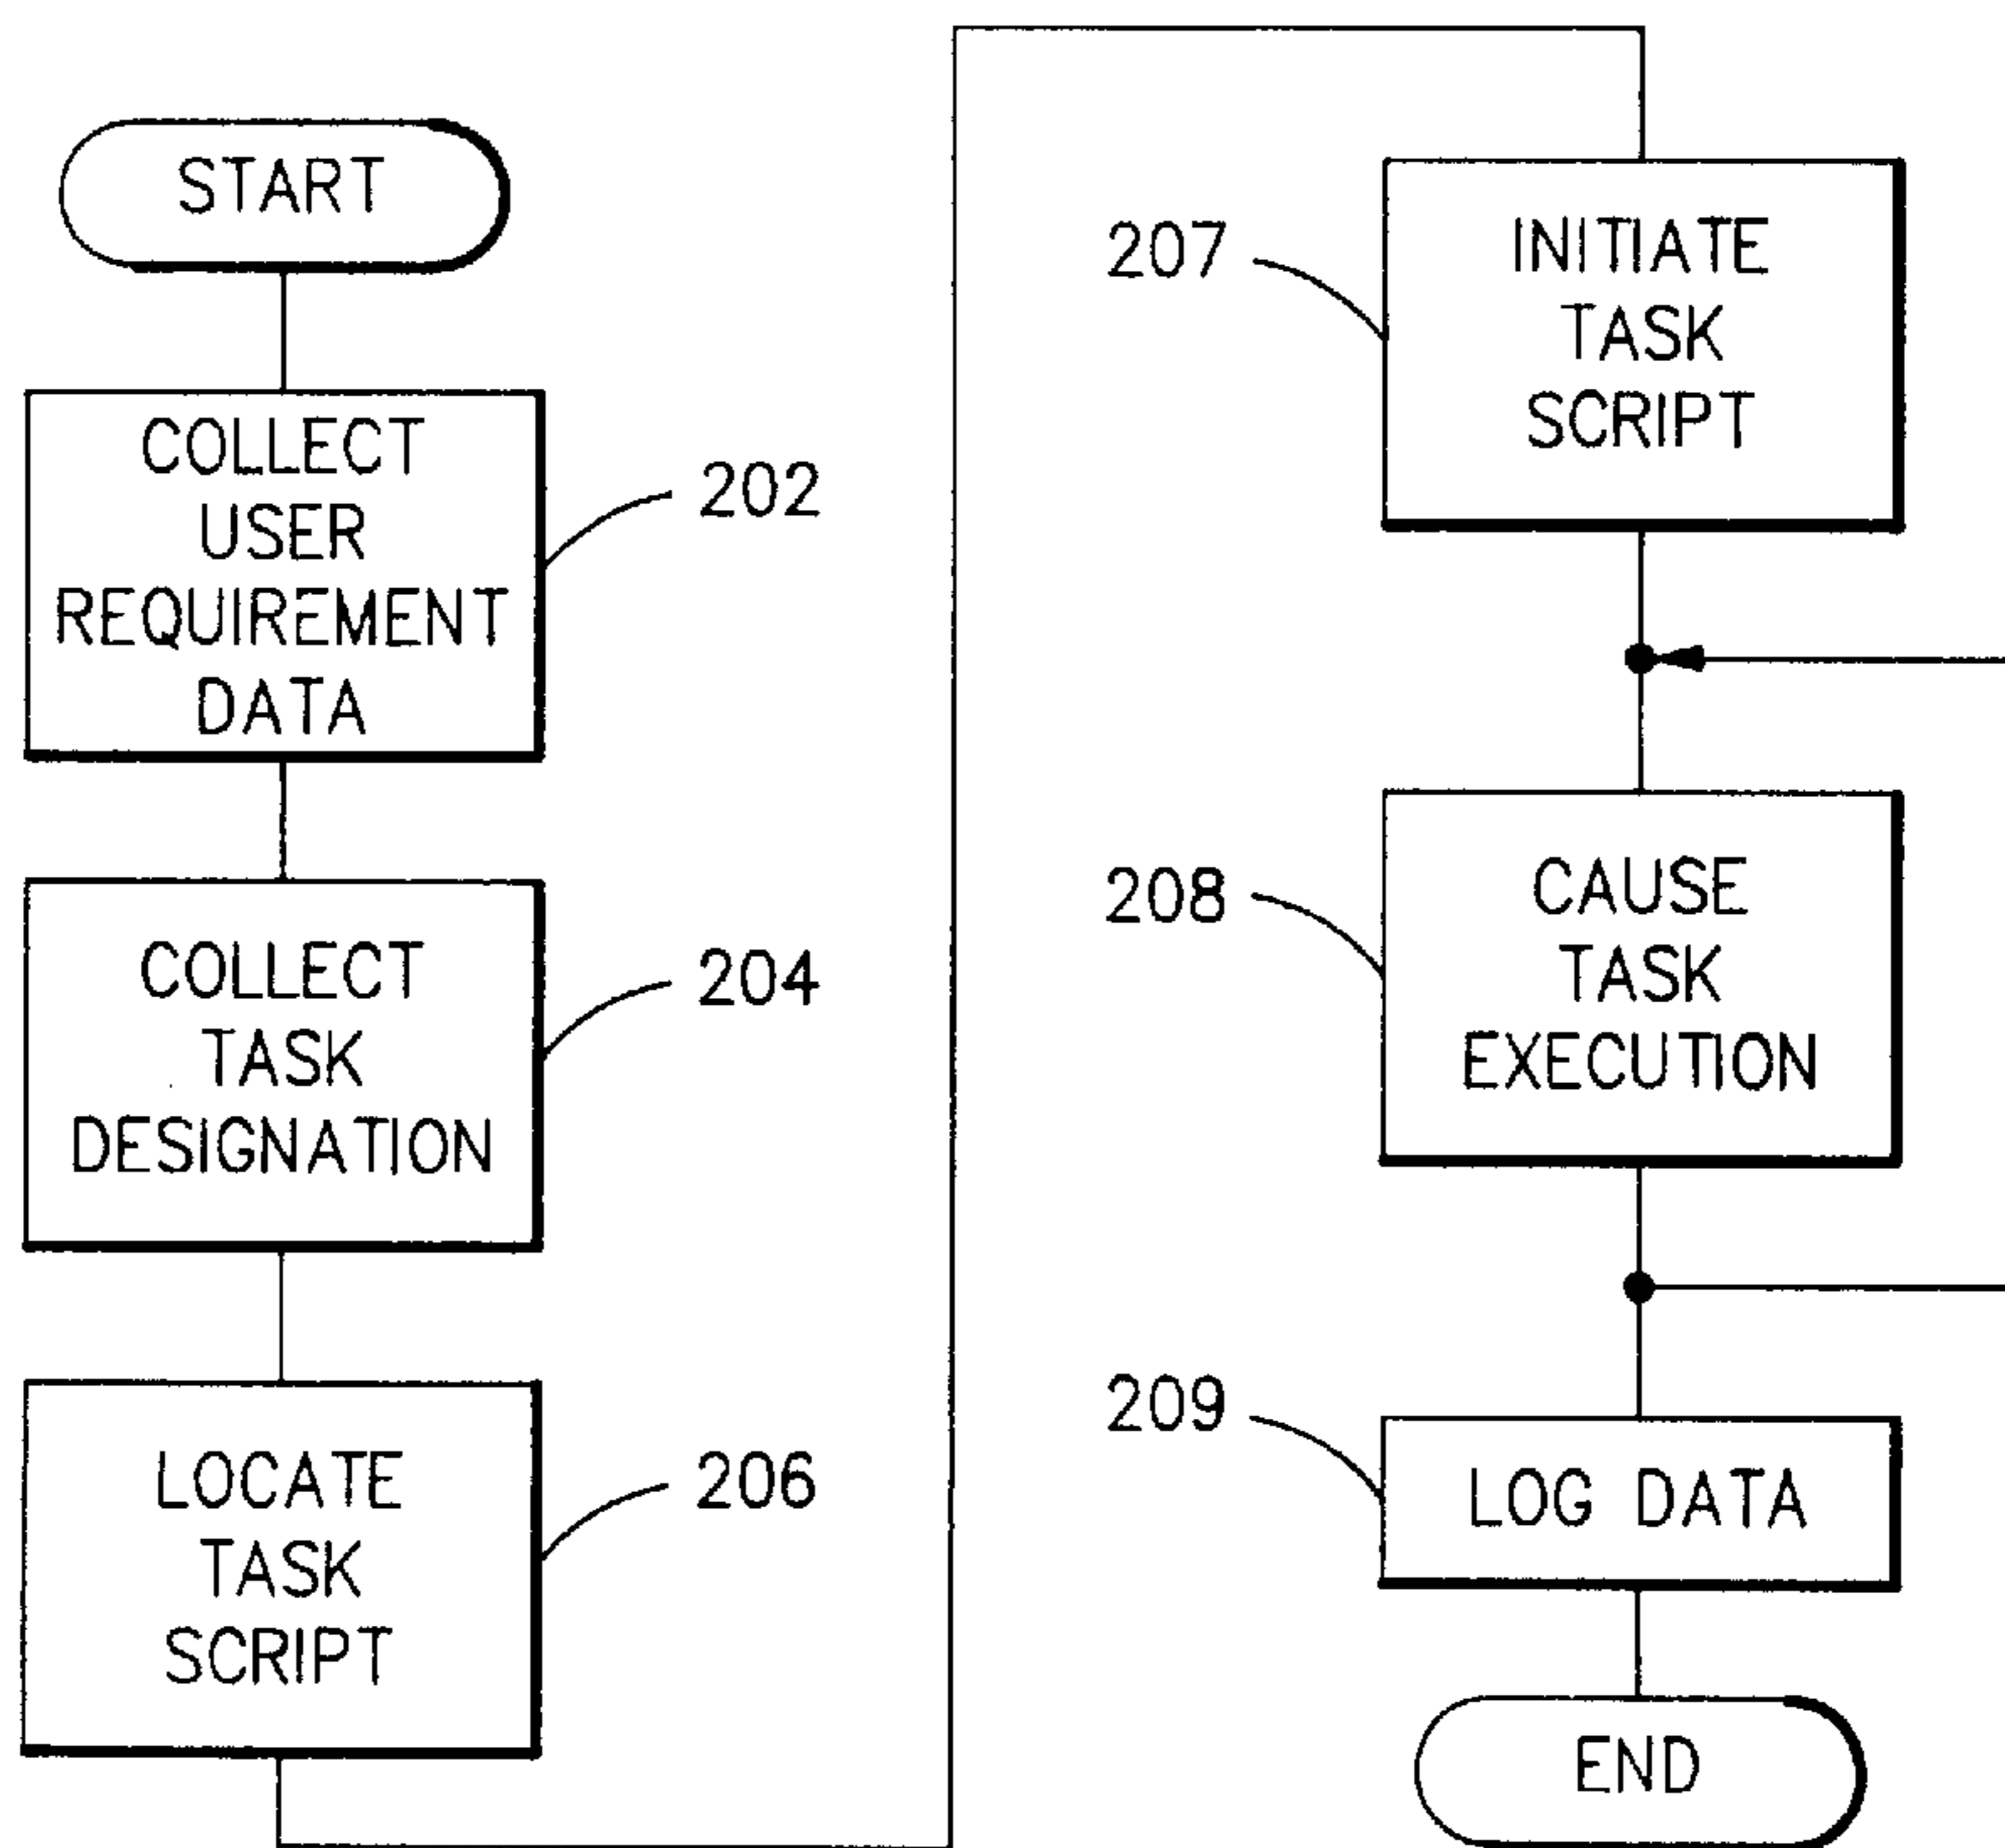 START
COLLECT
USER
REQUIREMENT
DATA
202
COLLECT
TASK
DESIGNATION
204
LOCATE
TASK
SCRIPT
206
207
INITIATE
TASK
SCRIPT
208
CAUSE
TASK
EXECUTION
209
LOG DATA
END